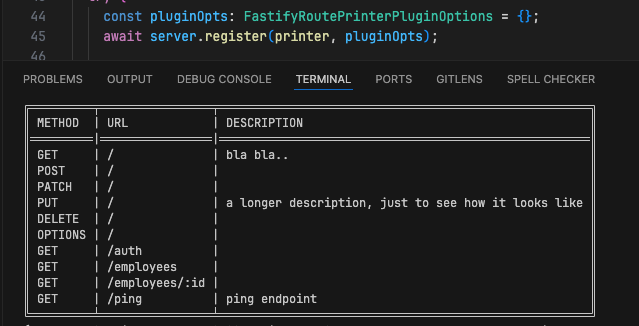 44 const pluginOpts: FastifyRoutePrinterPluginOptions = {};
45 await server.register(printer, pluginOpts);
46
PROBLEMS OUTPUT DEBUG CONSOLE TERMINAL PORTS GITLENS SPELL CHECKER
METHOD | URL | DESCRIPTION
GET | / | bla bla..
POST | / |
PATCH | / |
PUT | / | a longer description, just to see how it looks like
DELETE | / |
OPTIONS | / |
GET | /auth |
GET | /employees |
GET | /employees/:id |
GET | /ping | ping endpoint